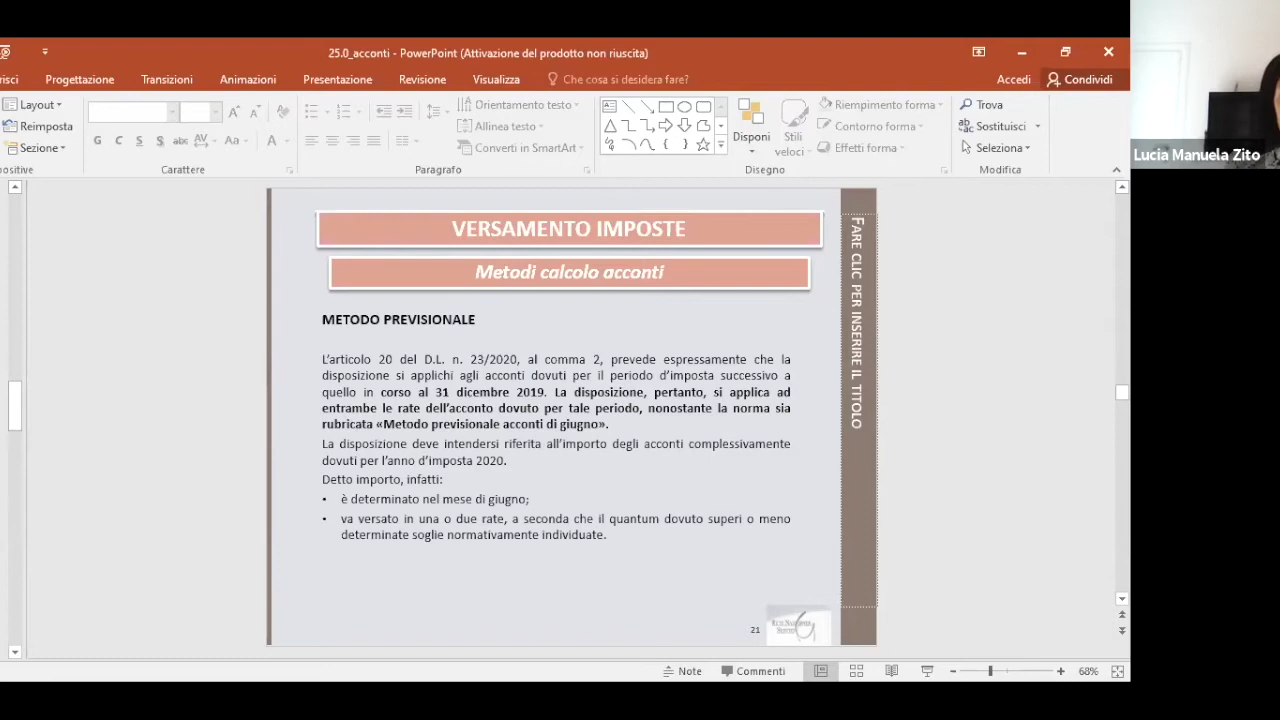 25.0_acconti - PowerPoint (Attivazione del prodotto non riuscita)
risci Progettazione Transizioni Animazioni Presentazione Revisione Visualizza Che cosa si desidera fare? Accedi Condividi
Layout Orientamento testo Riempimento forma Trova
Reimposta G C S S abc AV Aa A Allinea testo Disponi Stili Contorno forma Sostituisci
Sezione Converti in SmartArt veloci Effetti forma Seleziona
positive Carattere Paragrafo Disegno Modifica
Lucia Manuela Zito
VERSAMENTO IMPOSTE
Metodi calcolo acconti
METODO PREVISIONALE
L’articolo 20 del D.L. n. 23/2020, al comma 2, prevede espressamente che la
disposizione si applichi agli acconti dovuti per il periodo d’imposta successivo a
quello in corso al 31 dicembre 2019. La disposizione, pertanto, si applica ad
entrambe le rate dell’acconto dovuto per tale periodo, nonostante la norma sia
rubricata «Metodo previsionale acconti di giugno».
La disposizione deve intendersi riferita all’importo degli acconti complessivamente
dovuti per l’anno d’imposta 2020.
Detto importo, infatti:
▪ è determinato nel mese di giugno;
▪ va versato in una o due rate, a seconda che il quantum dovuto superi o meno
determinate soglie normativamente individuate.
21
FARE CLIC PER INSERIRE IL TITOLO
Note Commenti 68%